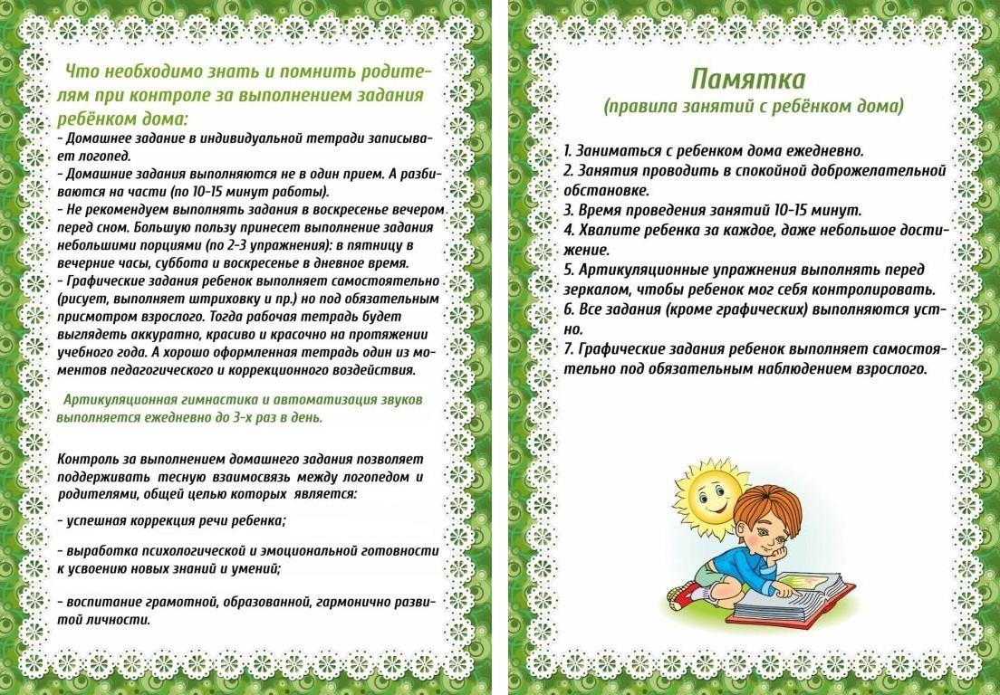 Что необходимо знать и помнить родите-
лям при контроле за выполнением задания
ребёнком дома:
- Домашнее задание в индивидуальной тетради записыва-
ет логопед.
- Домашние задания выполняются не в один прием. А разби-
ваются на части (по 10-15 минут работы).
- Не рекомендуем выполнять задания в воскресенье вечером
перед сном. Большую пользу принесет выполнение задания
небольшими порциями (по 2-3 упражнения): в пятницу в
вечерние часы, суббота и воскресенье в дневное время.
- Графические задания ребенок выполняет самостоятельно
(рисует, выполняет штриховку и пр.) но под обязательным
присмотром взрослого. Тогда рабочая тетрадь будет
выглядеть аккуратно, красиво и красочно на протяжении
учебного года. А хорошо оформленная тетрадь один из мо-
ментов педагогического и коррекционного воздействия.
Артикуляционная гимнастика и автоматизация звуков
выполняется ежедневно до 3-х раз в день.
Контроль за выполнением домашнего задания позволяет
поддерживать тесную взаимосвязь между логопедом и
родителями, общей целью которых является:
- успешная коррекция речи ребенка;
- выработка психологической и эмоциональной готовности
к усвоению новых знаний и умений;
- воспитание грамотной, образованной, гармонично разви-
той личности.
Памятка
(правила занятий с ребёнком дома)
1. Заниматься с ребенком дома ежедневно.
2. Занятия проводить в спокойной доброжелательной
обстановке.
3. Время проведения занятий 10-15 минут.
4. Хвалите ребенка за каждое, даже небольшое дости-
жение.
5. Артикуляционные упражнения выполнять перед
зеркалом, чтобы ребенок мог себя контролировать.
6. Все задания (кроме графических) выполняются уст-
но.
7. Графические задания ребенок выполняет самостоя-
тельно под обязательным наблюдением взрослого.